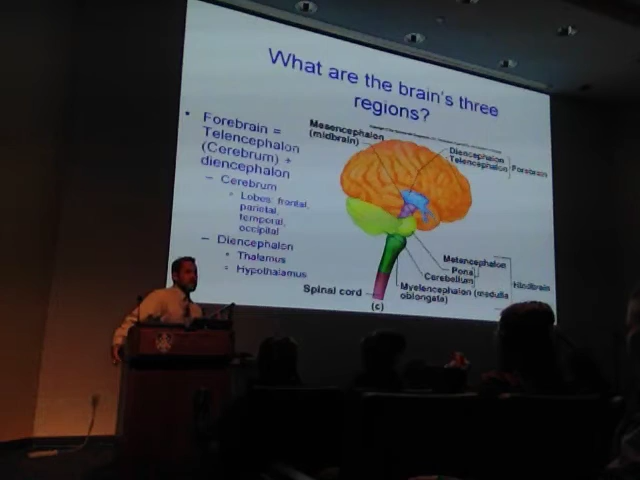 What are the brain's three
regions?
• Forebrain =
Telencephalon
(Cerebrum) +
diencephalon
– Cerebrum
• Lobes: frontal,
parietal,
temporal,
occipital
– Diencephalon
• Thalamus
• Hypothalamus
Mesencephalon
(midbrain)
Diencephalon
Telencephalon
Forebrain
Metencephalon
Pons
Cerebellum
Hindbrain
Myelencephalon (medulla
oblongata)
Spinal cord
(c)